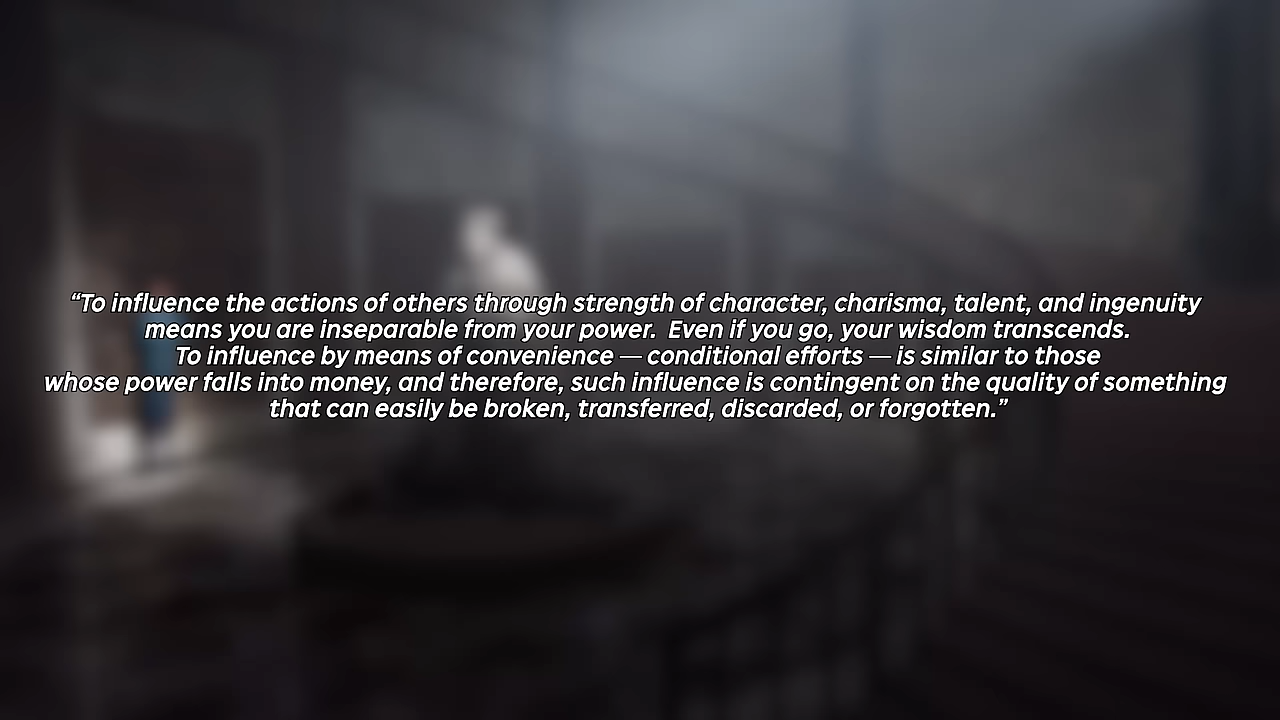 “To influence the actions of others through strength of character, charisma, talent, and ingenuity
means you are inseparable from your power.  Even if you go, your wisdom transcends.
To influence by means of convenience — conditional efforts — is similar to those
whose power falls into money, and therefore, such influence is contingent on the quality of something
that can easily be broken, transferred, discarded, or forgotten.”